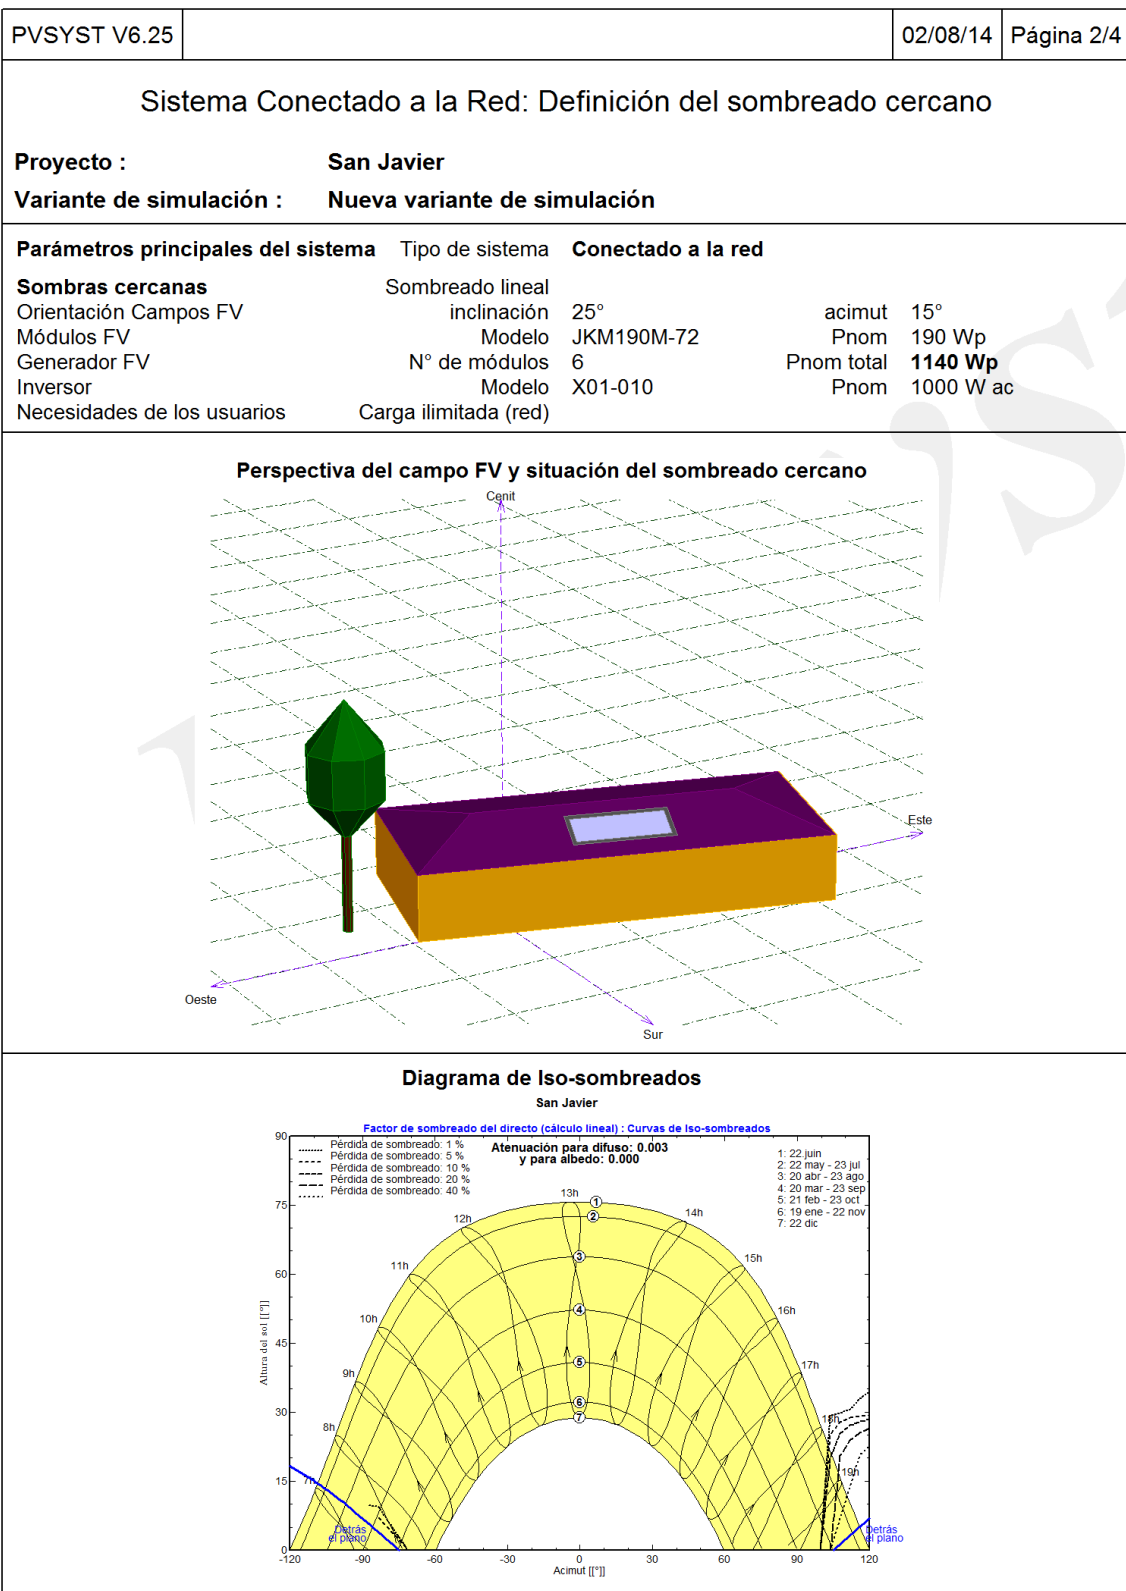 PVSYST V6.25 02/08/14 Página 2/4
Sistema Conectado a la Red: Definición del sombreado cercano
Proyecto : San Javier
Variante de simulación : Nueva variante de simulación
Parámetros principales del sistema Tipo de sistema Conectado a la red
Sombras cercanas Sombreado lineal
Orientación Campos FV inclinación 25° acimut 15°
Módulos FV Modelo JKM190M-72 Pnom 190 Wp
Generador FV N° de módulos 6 Pnom total 1140 Wp
Inversor Modelo X01-010 Pnom 1000 W ac
Necesidades de los usuarios Carga ilimitada (red)
Perspectiva del campo FV y situación del sombreado cercano
Cenit
Este
Oeste
Sur
Diagrama de Iso-sombreados
San Javier
Factor de sombreado del directo (cálculo lineal) : Curvas de Iso-sombreados
Pérdida de sombreado: 1 %
Pérdida de sombreado: 5 %
Pérdida de sombreado: 10 %
Pérdida de sombreado: 20 %
Pérdida de sombreado: 40 %
Atenuación para difuso: 0.003
y para albedo: 0.000
1: 22 juin
2: 22 may - 23 jul
3: 20 abr - 23 ago
4: 20 mar - 23 sep
5: 21 feb - 23 oct
6: 19 ene - 22 nov
7: 22 dic
90
75
60
45
30
15
0
Altura del sol [[°]]
7h
8h
9h
10h
11h
12h
13h
14h
15h
16h
17h
18h
19h
1
2
3
4
5
6
7
Detrás
el plano
Detrás
el plano
-120 -90 -60 -30 0 30 60 90 120
Acimut [[°]]